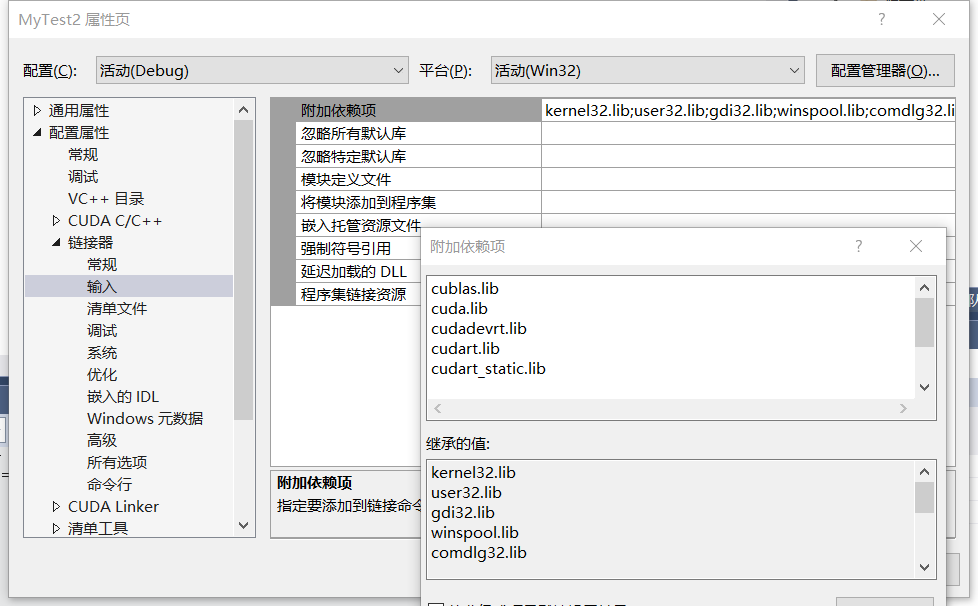 MyTest2 属性页
配置(C): 活动(Debug) 平台(P): 活动(Win32) 配置管理器(O)...
通用属性
配置属性
常规
调试
VC++ 目录
CUDA C/C++
链接器
常规
输入
清单文件
调试
系统
优化
嵌入的 IDL
Windows 元数据
高级
所有选项
命令行
CUDA Linker
清单工具
附加依赖项 kernel32.lib;user32.lib;gdi32.lib;winspool.lib;comdlg32.li
忽略所有默认库
忽略特定默认库
模块定义文件
将模块添加到程序集
嵌入托管资源文件
强制符号引用
延迟加载的 DLL
程序集链接资源
附加依赖项
指定要添加到链接命令
附加依赖项
cublas.lib
cuda.lib
cudadevrt.lib
cudart.lib
cudart_static.lib
继承的值:
kernel32.lib
user32.lib
gdi32.lib
winspool.lib
comdlg32.lib